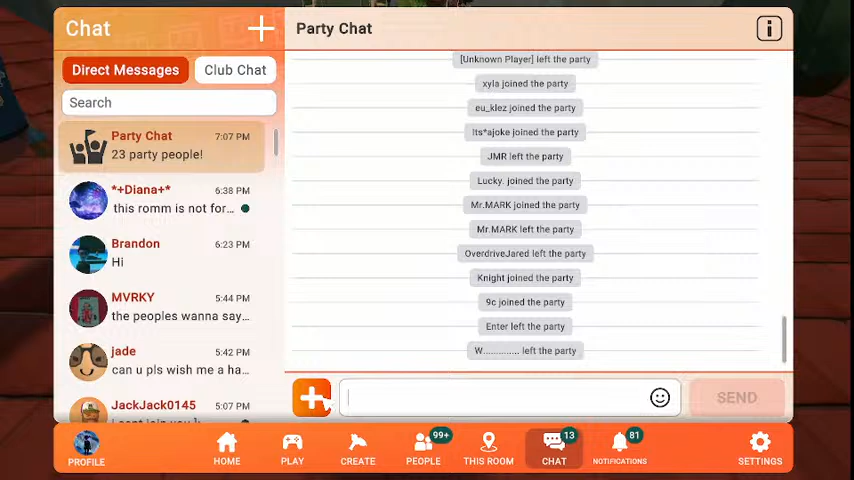 Chat
Direct Messages
Club Chat
Search
Party Chat
7:07 PM
23 party people!
*+Diana+*
6:38 PM
this romm is not for...
Brandon
6:23 PM
Hi
MVRKY
5:44 PM
the peoples wanna say...
jade
5:42 PM
can u pls wish me a ha...
JackJack0145
5:07 PM
Party Chat
[Unknown Player] left the party
xyla joined the party
eu_klez joined the party
Its*ajoke joined the party
JMR left the party
Lucky. joined the party
Mr.MARK joined the party
Mr.MARK left the party
OverdriveJared left the party
Knight joined the party
9c joined the party
Enter left the party
W.............. left the party
SEND
PROFILE
HOME
PLAY
CREATE
99+
PEOPLE
THIS ROOM
13
CHAT
81
NOTIFICATIONS
SETTINGS